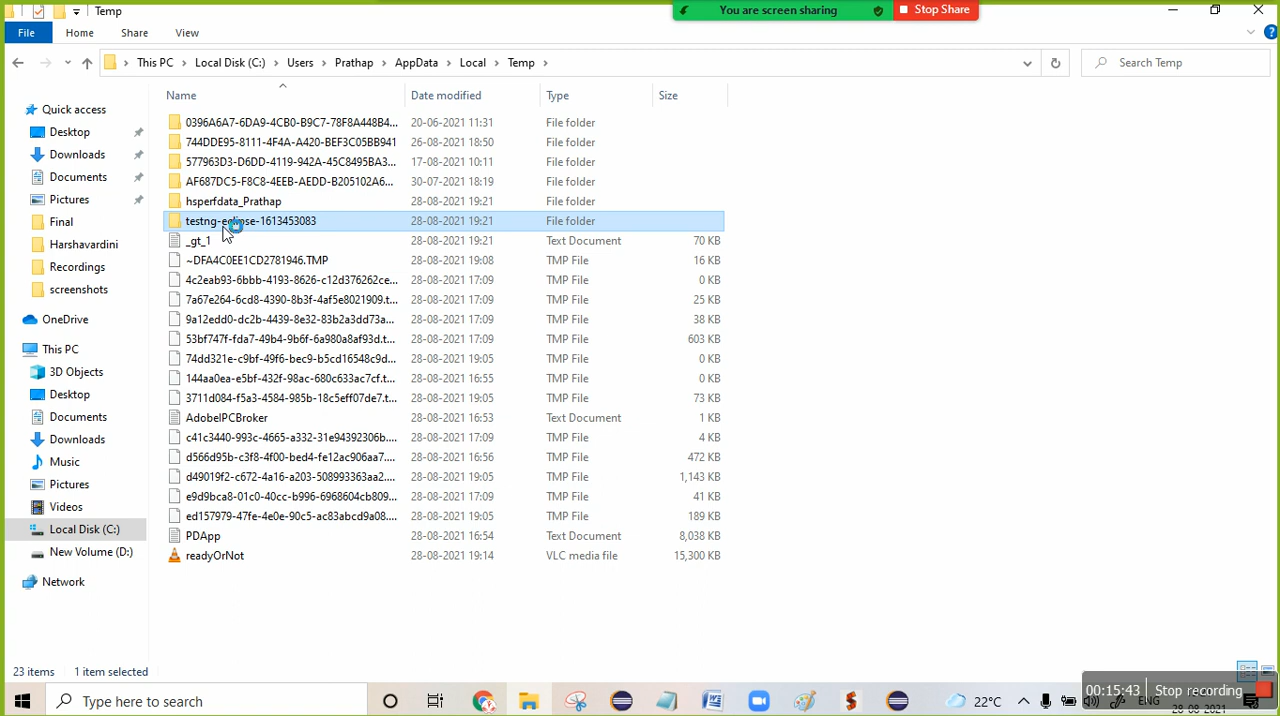 Temp
You are screen sharing
Stop Share
File Home Share View
This PC Local Disk (C:) Users Prathap AppData Local Temp
Search Temp
Name Date modified Type Size
Quick access
Desktop
Downloads
Documents
Pictures
Final
Harshavardini
Recordings
screenshots
OneDrive
This PC
3D Objects
Desktop
Documents
Downloads
Music
Pictures
Videos
Local Disk (C:)
New Volume (D:)
Network
0396A6A7-6DA9-4CB0-B9C7-78F8A448B4... 20-06-2021 11:31 File folder
744DDE95-8111-4F4A-A420-BEF3C05BB941 26-08-2021 18:50 File folder
577963D3-D6DD-4119-942A-45C8495BA3... 17-08-2021 10:11 File folder
AF687DC5-F8C8-4EEB-AEDD-B205102A6... 30-07-2021 18:19 File folder
hsperfdata_Prathap 28-08-2021 19:21 File folder
testng-eclipse-1613453083 28-08-2021 19:21 File folder
_gt_1 28-08-2021 19:21 Text Document 70 KB
~DFA4C0EE1CD2781946.TMP 28-08-2021 19:08 TMP File 16 KB
4c2eab93-6bbb-4193-8626-c12d376262ce... 28-08-2021 17:09 TMP File 0 KB
7a67e264-6cd8-4390-8b3f-4af5e8021909.t... 28-08-2021 17:09 TMP File 25 KB
9a12edd0-dc2b-4439-8e32-83b2a3dd73a... 28-08-2021 17:09 TMP File 38 KB
53bf747f-fda7-49b4-9b6f-6a980a8af93d.t... 28-08-2021 17:09 TMP File 603 KB
74dd321e-c9bf-49f6-bec9-b5cd16548c9d... 28-08-2021 19:05 TMP File 0 KB
144aa0ea-e5bf-432f-98ac-680c633ac7cf.t... 28-08-2021 16:55 TMP File 0 KB
3711d084-f5a3-4584-985b-18c5eff07de7.t... 28-08-2021 19:05 TMP File 73 KB
AdobeIPCBroker 28-08-2021 16:53 Text Document 1 KB
c41c3440-993c-4665-a332-31e94392306b.... 28-08-2021 17:09 TMP File 4 KB
d566d95b-c3f8-4f00-bed4-fe12ac906aa7.... 28-08-2021 16:56 TMP File 472 KB
d49019f2-c672-4a16-a203-508993363aa2.... 28-08-2021 19:05 TMP File 1,143 KB
e9d9bca8-01c0-40cc-b996-6968604cb809... 28-08-2021 17:09 TMP File 41 KB
ed157979-47fe-4e0e-90c5-ac83abcd9a08.... 28-08-2021 19:05 TMP File 189 KB
PDApp 28-08-2021 16:54 Text Document 8,038 KB
readyOrNot 28-08-2021 19:14 VLC media file 15,300 KB
23 items 1 item selected
00:15:43 Stop recording
Type here to search
22°C
ENG
28-08-2021